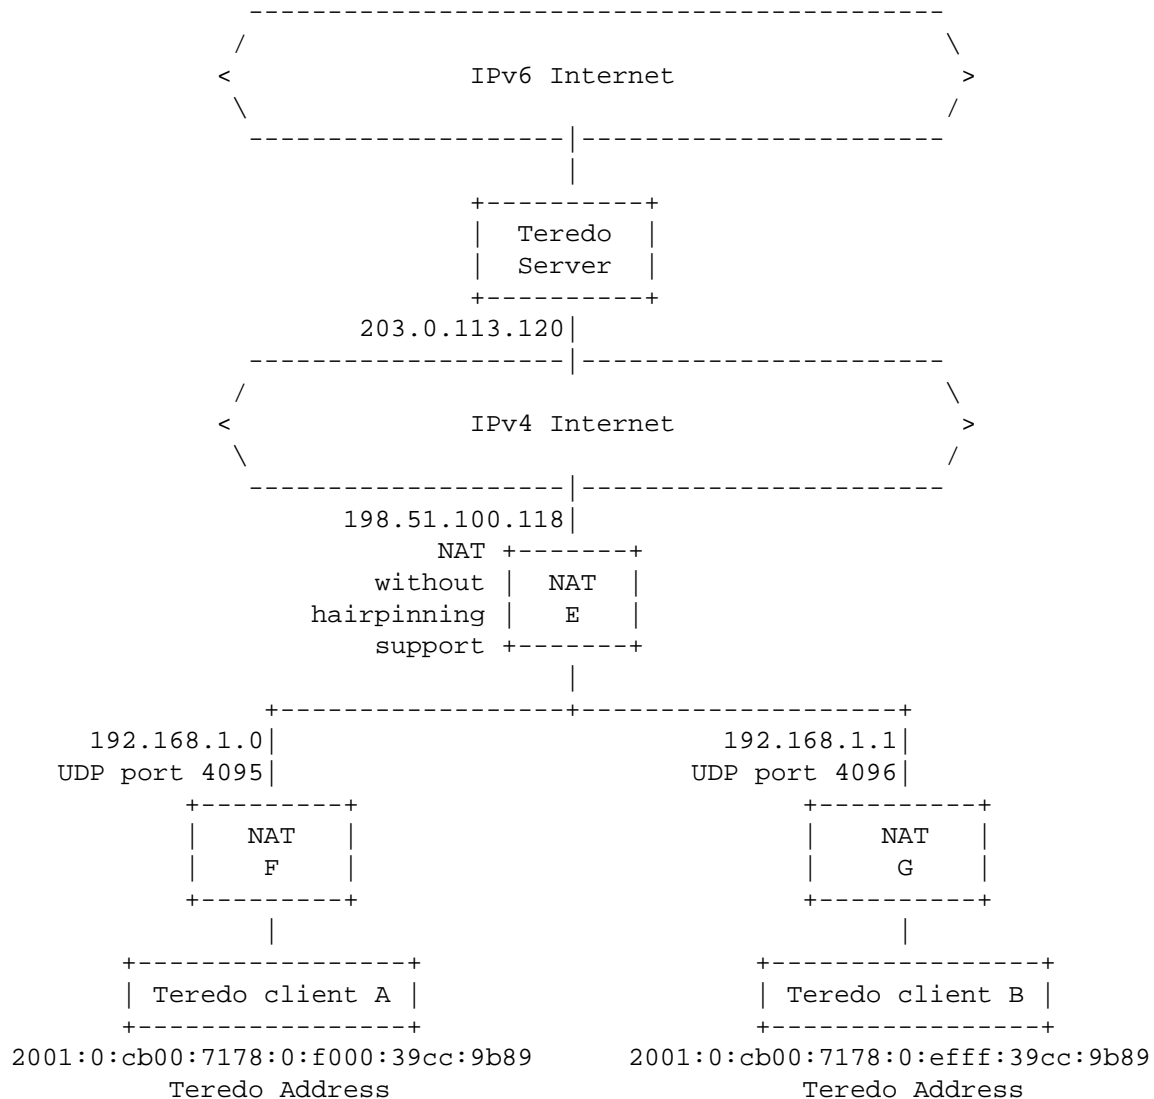 IPv6 Internet
Teredo
Server
203.0.113.120
IPv4 Internet
198.51.100.118
NAT
without NAT
hairpinning E
support
192.168.1.0 192.168.1.1
UDP port 4095 UDP port 4096
NAT NAT
F G
Teredo client A Teredo client B
2001:0:cb00:7178:0:f000:39cc:9b89 2001:0:cb00:7178:0:efff:39cc:9b89
Teredo Address Teredo Address